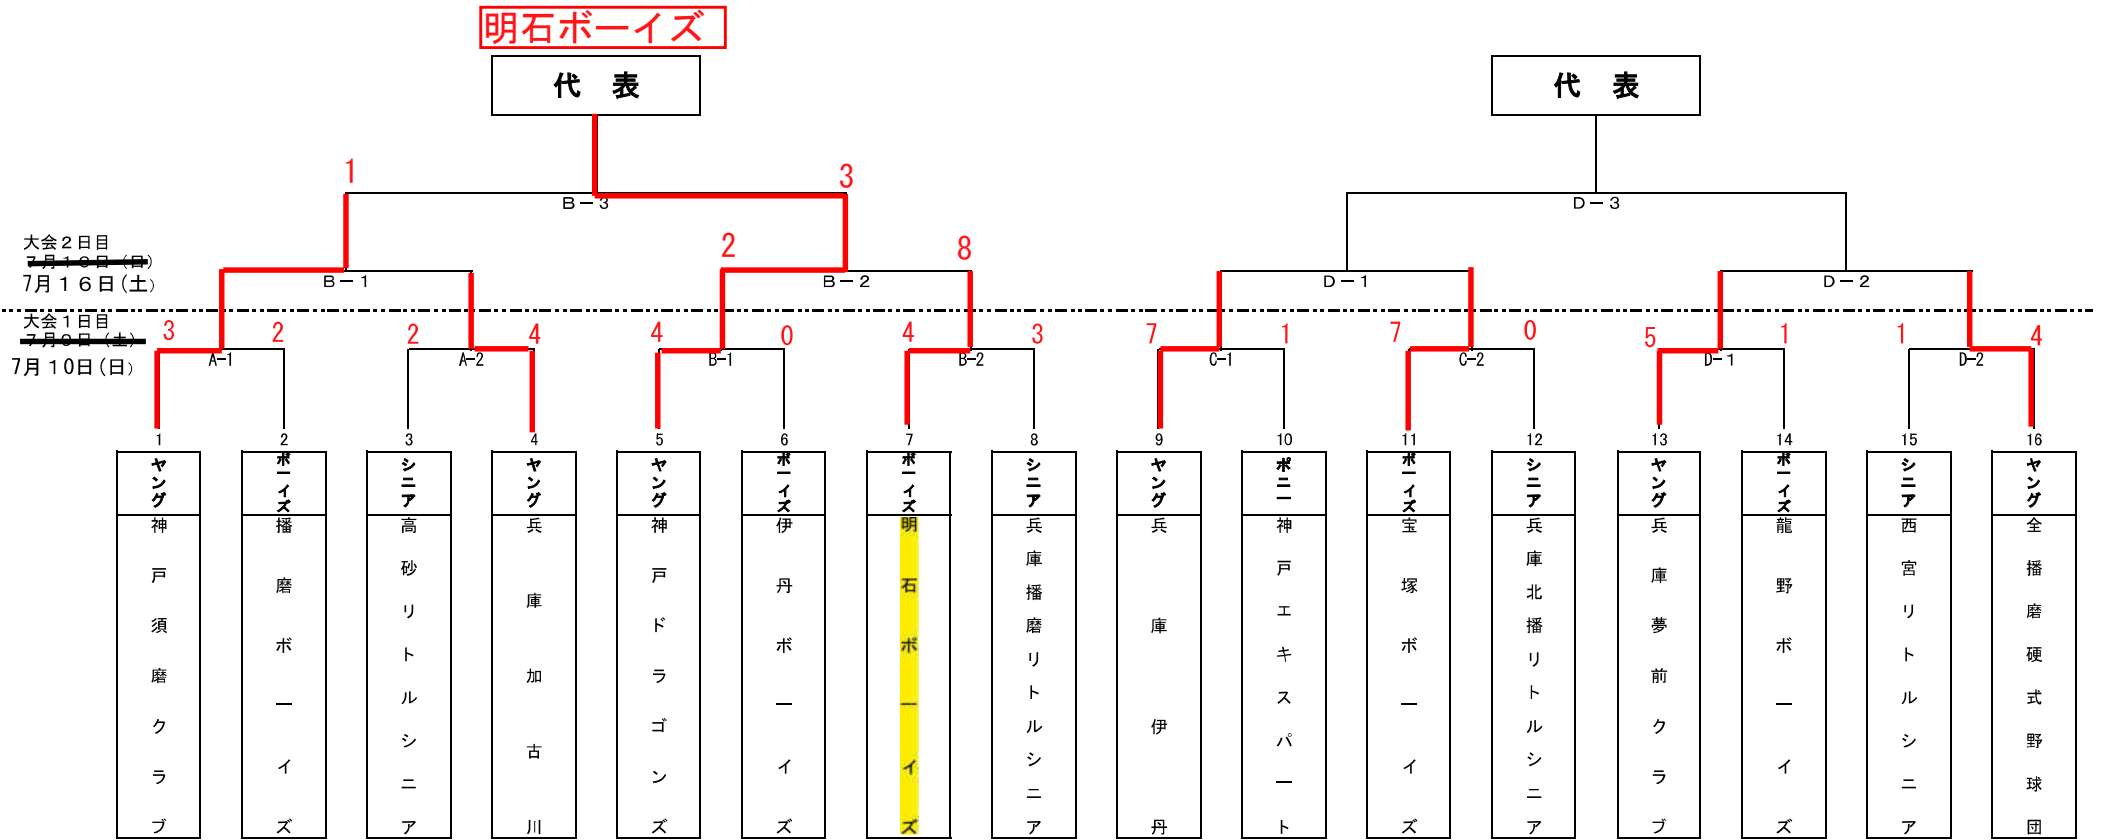 明石ボーイズ
代 表
代 表
1
3
B-3
D-3
大会2日目
7月10日(日)
7月16日(土)
2
8
B-1
B-2
D-1
D-2
大会1日目
7月9日(土)
7月10日(日)
3
2
2
4
4
0
4
3
7
1
7
0
5
1
1
4
A-1
A-2
B-1
B-2
C-1
C-2
D-1
D-2
1
2
3
4
5
6
7
8
9
10
11
12
13
14
15
16
ヤング
神戸須磨クラブ
ボーイズ
播磨ボーイズ
シニア
高砂リトルシニア
ヤング
兵庫加古川
ヤング
神戸ドラゴンズ
ボーイズ
伊丹ボーイズ
ボーイズ
明石ボーイズ
シニア
兵庫播磨リトルシニア
ヤング
兵庫伊丹
ポニー
神戸エキスパート
ボーイズ
宝塚ボーイズ
シニア
兵庫北播リトルシニア
ヤング
兵庫夢前クラブ
ボーイズ
龍野ボーイズ
シニア
西宮リトルシニア
ヤング
全播磨硬式野球団